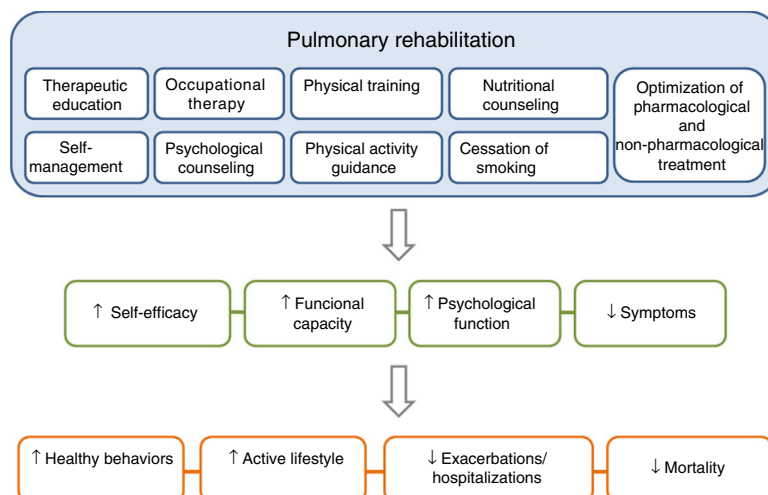 Pulmonary rehabilitation
Therapeutic
education
Occupational
therapy
Physical training
Nutritional
counseling
Optimization of
pharmacological
and
non-pharmacological
treatment
Self-
management
Psychological
counseling
Physical activity
guidance
Cessation of
smoking
↑ Self-efficacy
↑ Funcional
capacity
↑ Psychological
function
↓ Symptoms
↑ Healthy behaviors
↑ Active lifestyle
↓ Exacerbations/
hospitalizations
↓ Mortality